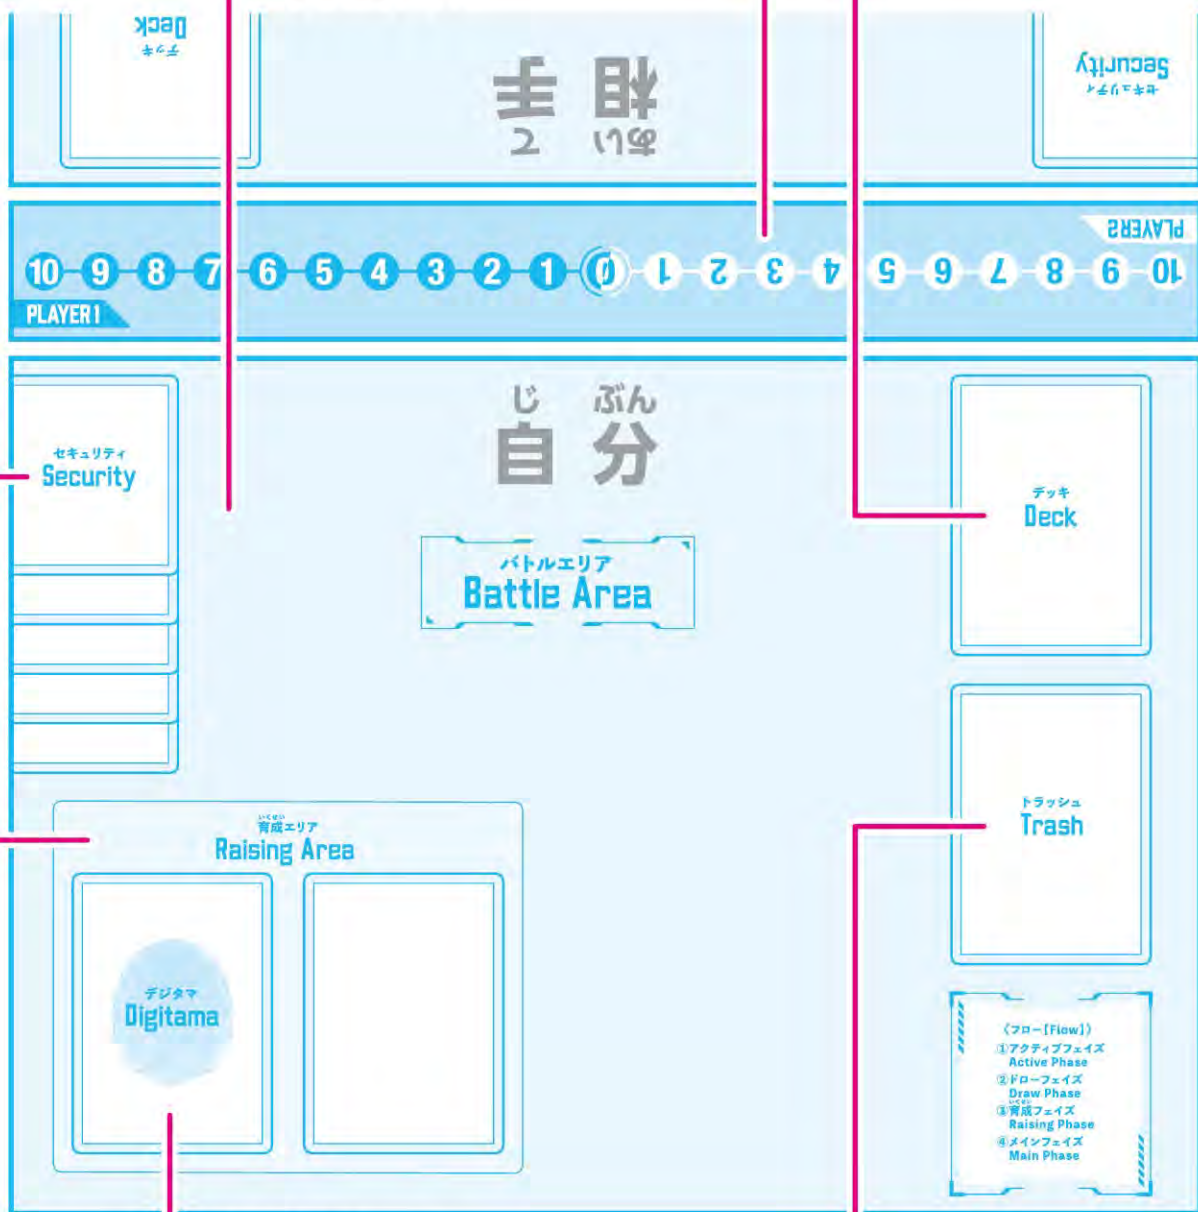 デッキ
Deck
相手
あいて
セキュリティ
Security
PLAYER2
10 9 8 7 6 5 4 3 2 1 0 1 2 3 4 5 6 7 8 9 10
PLAYER1
じぶん
自分
セキュリティ
Security
デッキ
Deck
バトルエリア
Battle Area
トラッシュ
Trash
いくせい
育成エリア
Raising Area
デジタマ
Digitama
《フロー[Flow]》
①アクティブフェイズ
Active Phase
②ドローフェイズ
Draw Phase
いくせい
③育成フェイズ
Raising Phase
④メインフェイズ
Main Phase